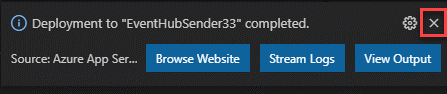 Deployment to "EventHubSender33" completed.
Source: Azure App Ser... Browse Website Stream Logs View Output